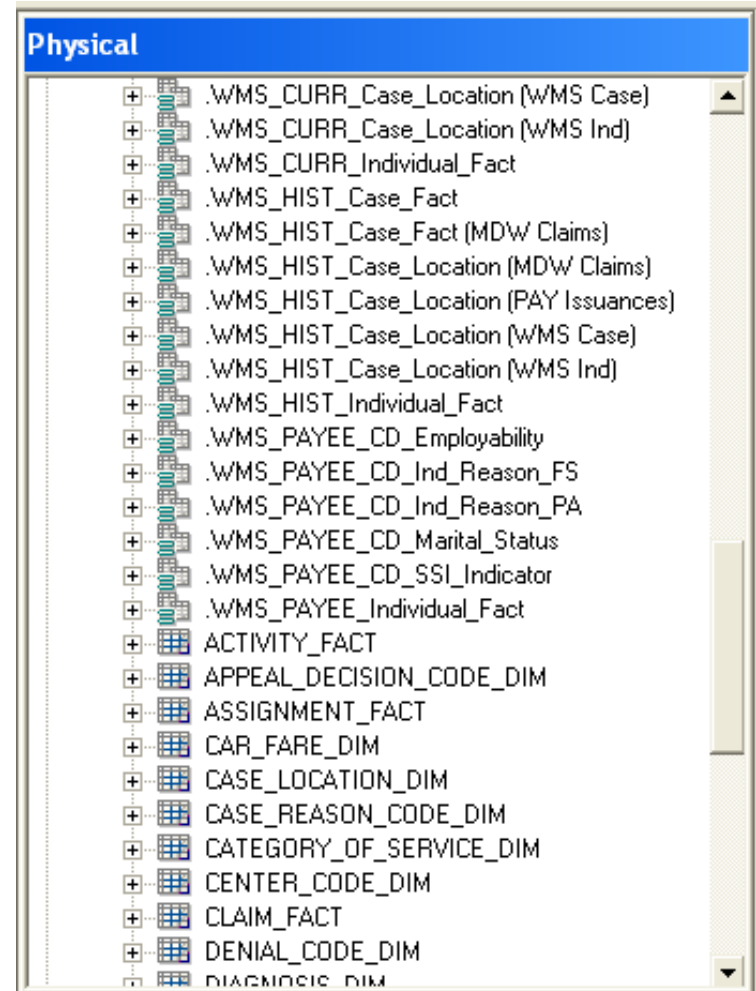 Physical
.WMS_CURR_Case_Location (WMS Case)
.WMS_CURR_Case_Location (WMS Ind)
.WMS_CURR_Individual_Fact
.WMS_HIST_Case_Fact
.WMS_HIST_Case_Fact (MDW Claims)
.WMS_HIST_Case_Location (MDW Claims)
.WMS_HIST_Case_Location (PAY Issuances)
.WMS_HIST_Case_Location (WMS Case)
.WMS_HIST_Case_Location (WMS Ind)
.WMS_HIST_Individual_Fact
.WMS_PAYEE_CD_Employability
.WMS_PAYEE_CD_Ind_Reason_FS
.WMS_PAYEE_CD_Ind_Reason_PA
.WMS_PAYEE_CD_Marital_Status
.WMS_PAYEE_CD_SSI_Indicator
.WMS_PAYEE_Individual_Fact
ACTIVITY_FACT
APPEAL_DECISION_CODE_DIM
ASSIGNMENT_FACT
CAR_FARE_DIM
CASE_LOCATION_DIM
CASE_REASON_CODE_DIM
CATEGORY_OF_SERVICE_DIM
CENTER_CODE_DIM
CLAIM_FACT
DENIAL_CODE_DIM
DIAGNOSIS_DIM